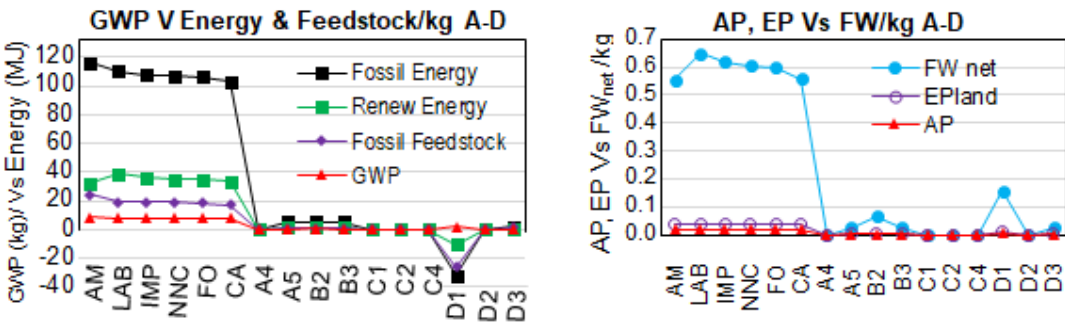 GWP V Energy & Feedstock/kg A-D
GWP (kg)/ Vs Energy (MJ)
120
100
80
60
40
20
0
-20
-40
Fossil Energy
Renew Energy
Fossil Feedstock
GWP
AM
LAB
IMP
NNC
FO
CA
A4
A5
B2
B3
C1
C2
C4
D1
D2
D3
AP, EP Vs FW/kg A-D
AP, EP Vs FWnet /kg
0.7
0.6
0.5
0.4
0.3
0.2
0.1
0.0
FW net
EPland
AP
AM
LAB
IMP
NNC
FO
CA
A4
A5
B2
B3
C1
C2
C4
D1
D2
D3